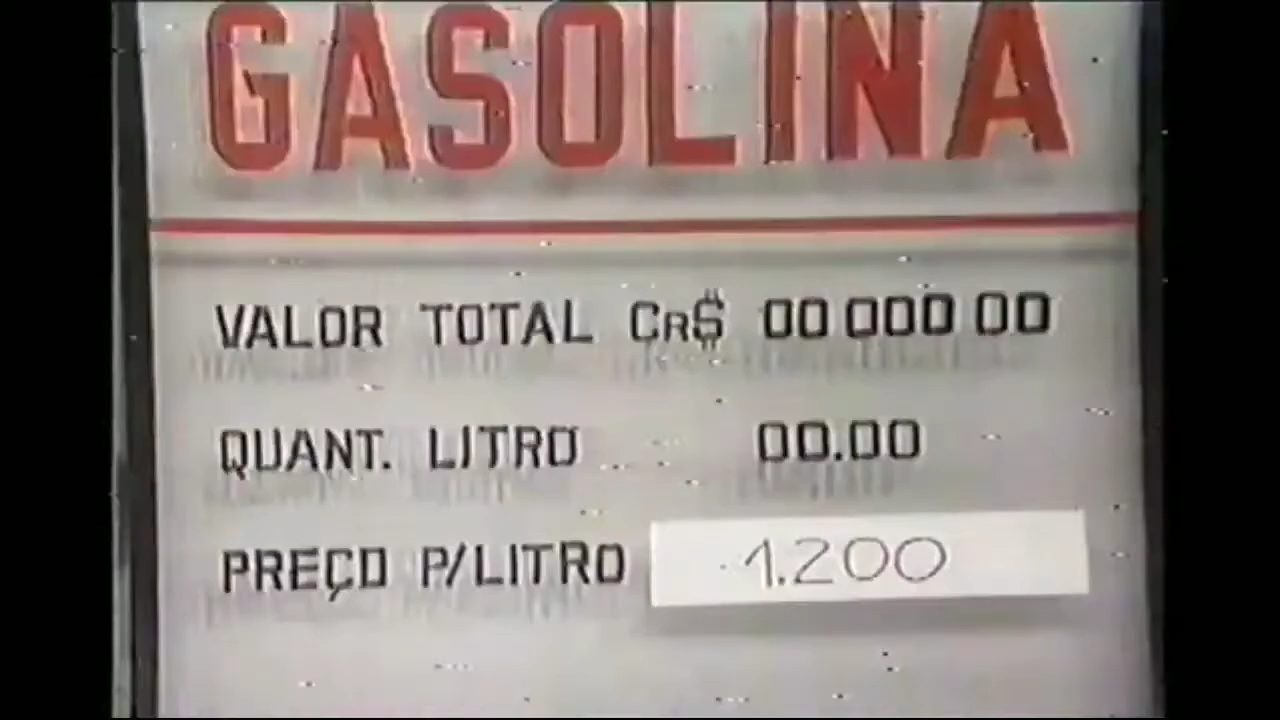 GASOLINA
VALOR TOTAL CR$ 00 000 00
QUANT. LITRO 00.00
PREÇO P/LITRO 1.200